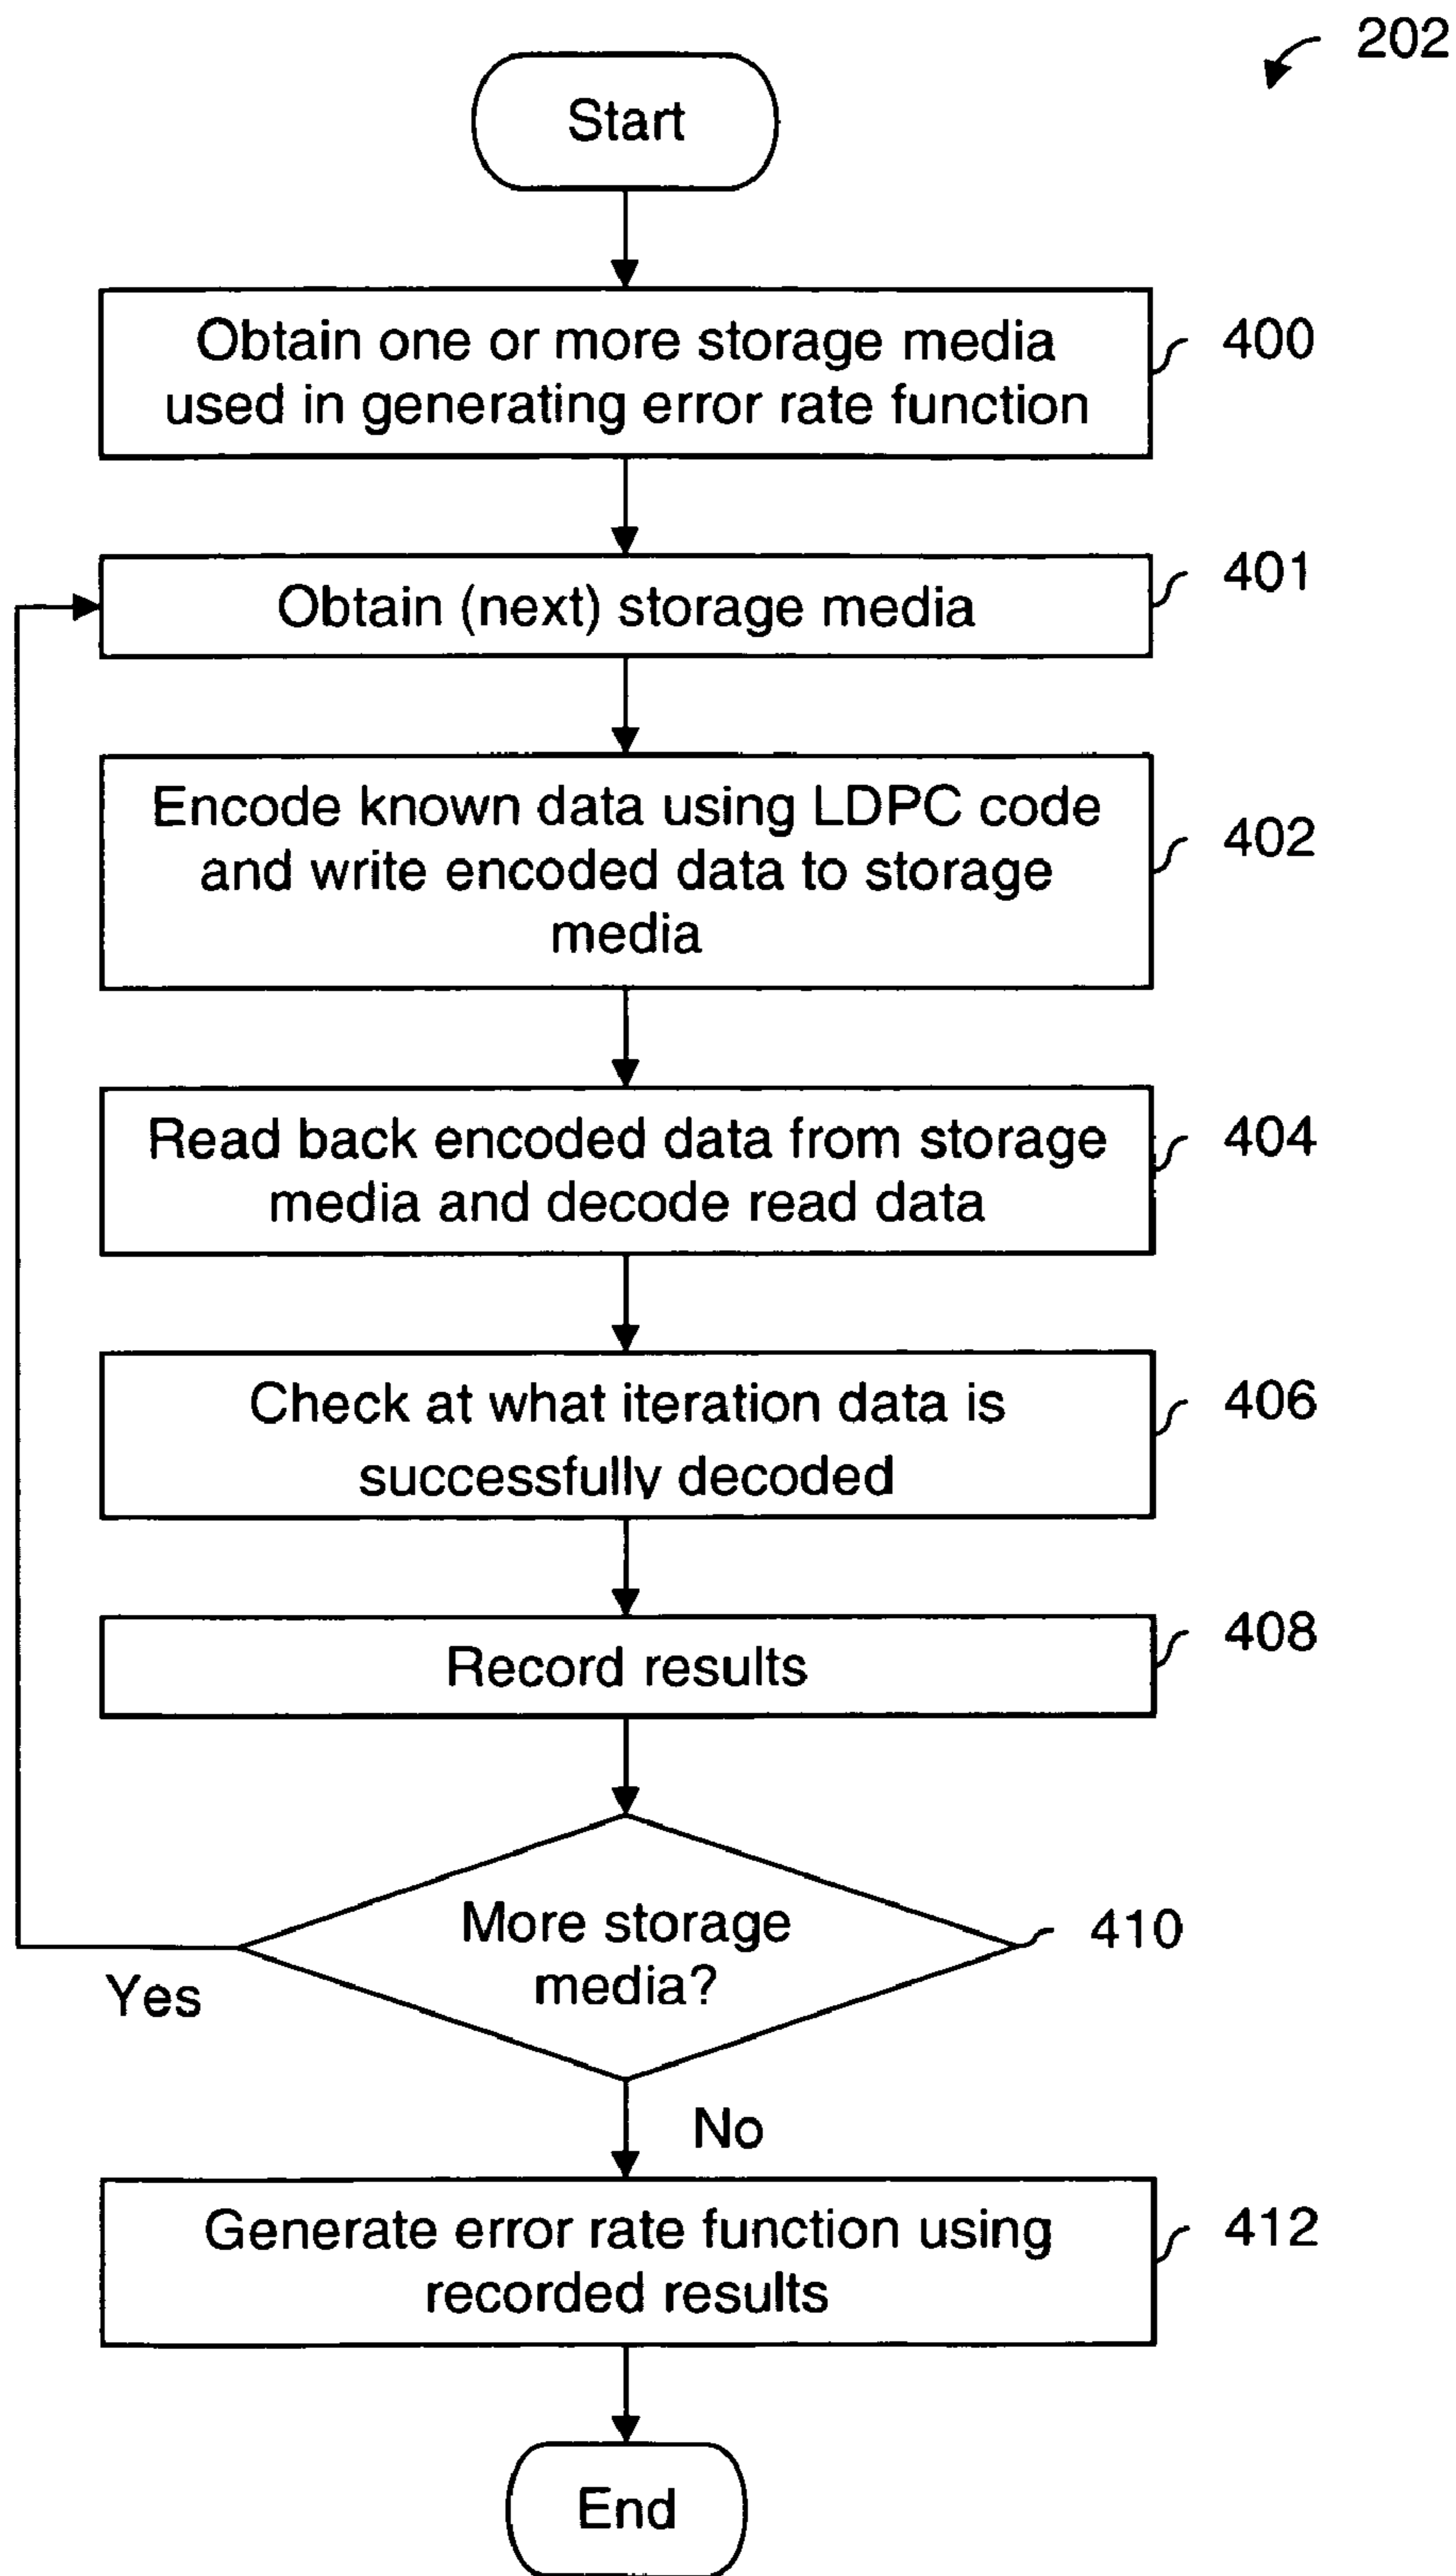 202
Start
Obtain one or more storage media
used in generating error rate function
400
Obtain (next) storage media
401
Encode known data using LDPC code
and write encoded data to storage
media
402
Read back encoded data from storage
media and decode read data
404
Check at what iteration data is
successfully decoded
406
Record results
408
More storage
media?
410
Yes
No
Generate error rate function using
recorded results
412
End